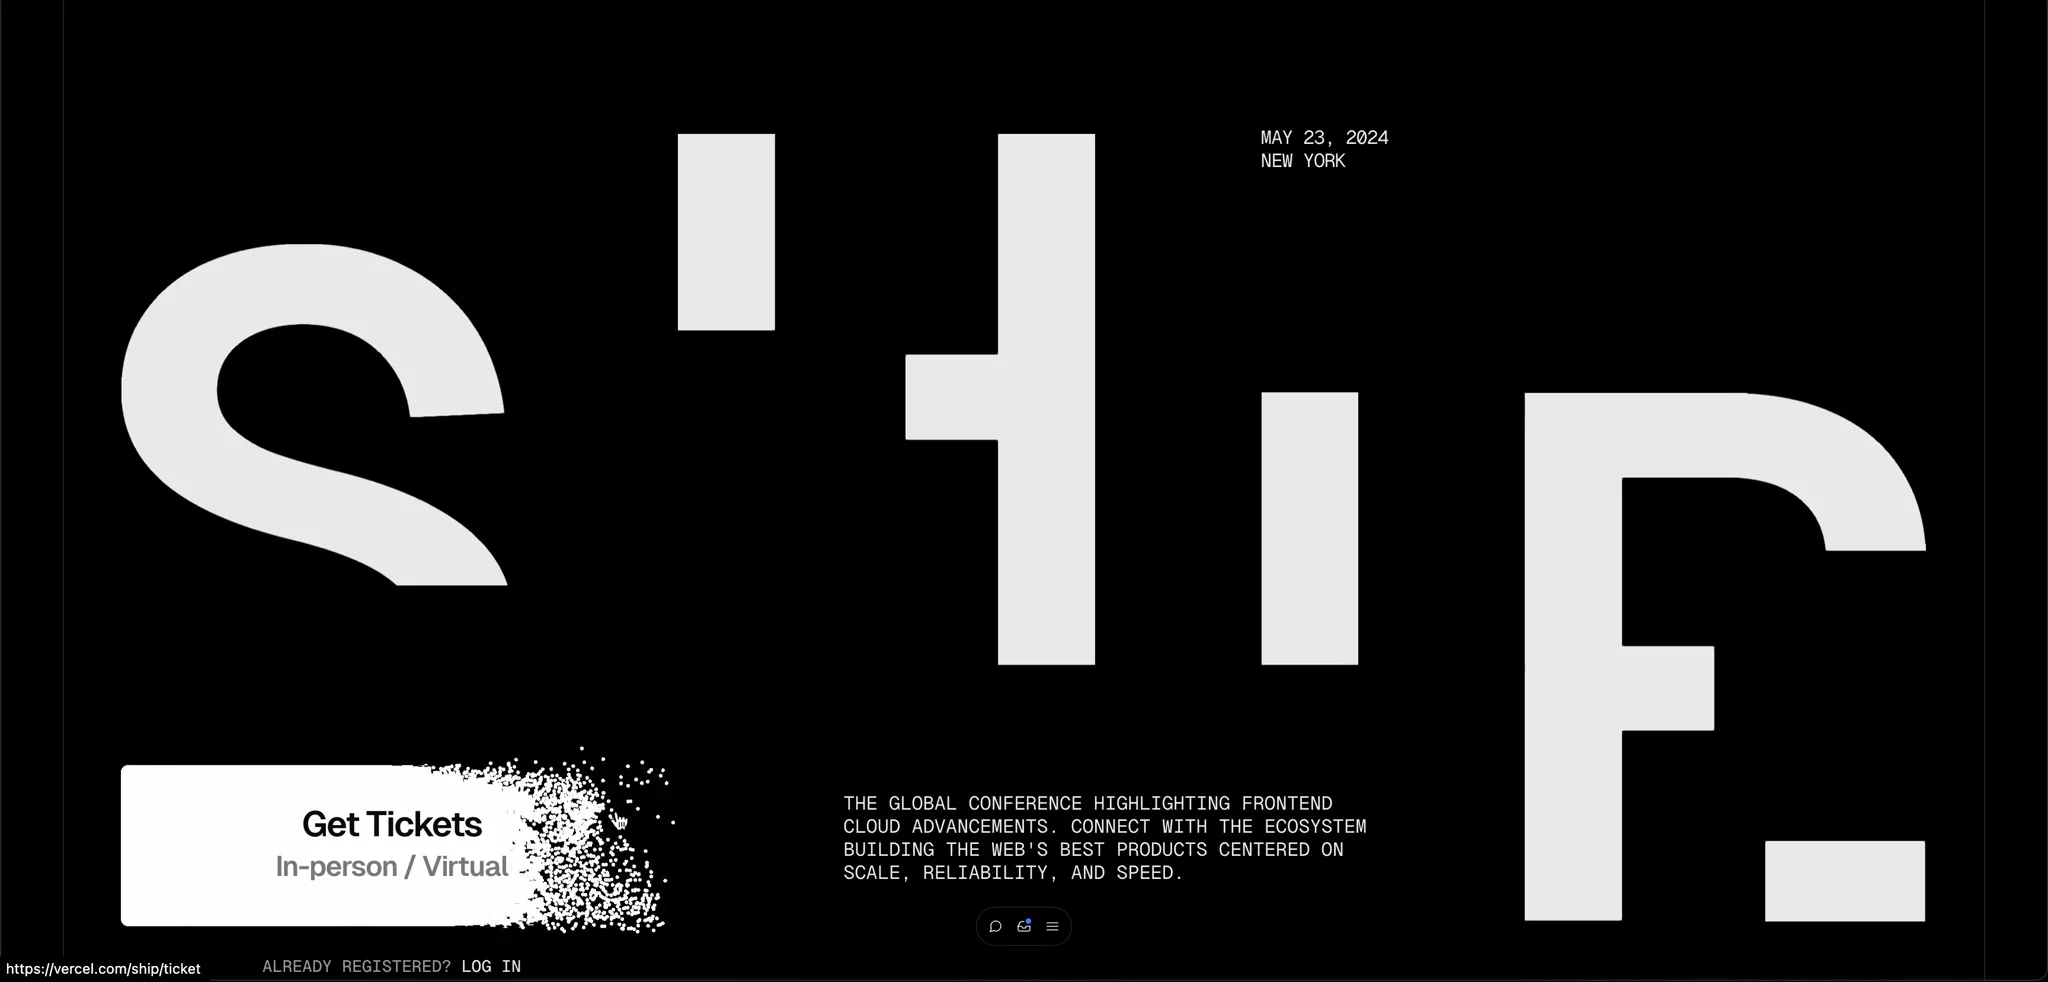 MAY 23, 2024
NEW YORK
SHIP
Get Tickets
In-person / Virtual
THE GLOBAL CONFERENCE HIGHLIGHTING FRONTEND
CLOUD ADVANCEMENTS. CONNECT WITH THE ECOSYSTEM
BUILDING THE WEB'S BEST PRODUCTS CENTERED ON
SCALE, RELIABILITY, AND SPEED.
ALREADY REGISTERED? LOG IN
https://vercel.com/ship/ticket